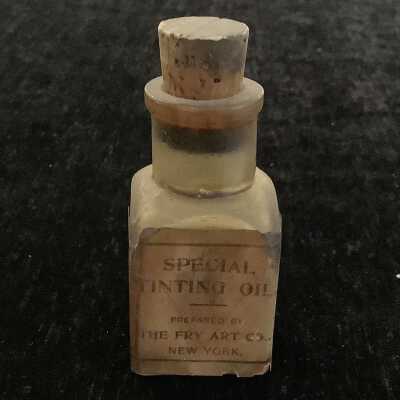 SPECIAL
TINTING OIL
PREPARED BY
THE FRY ART CO.
NEW YORK.